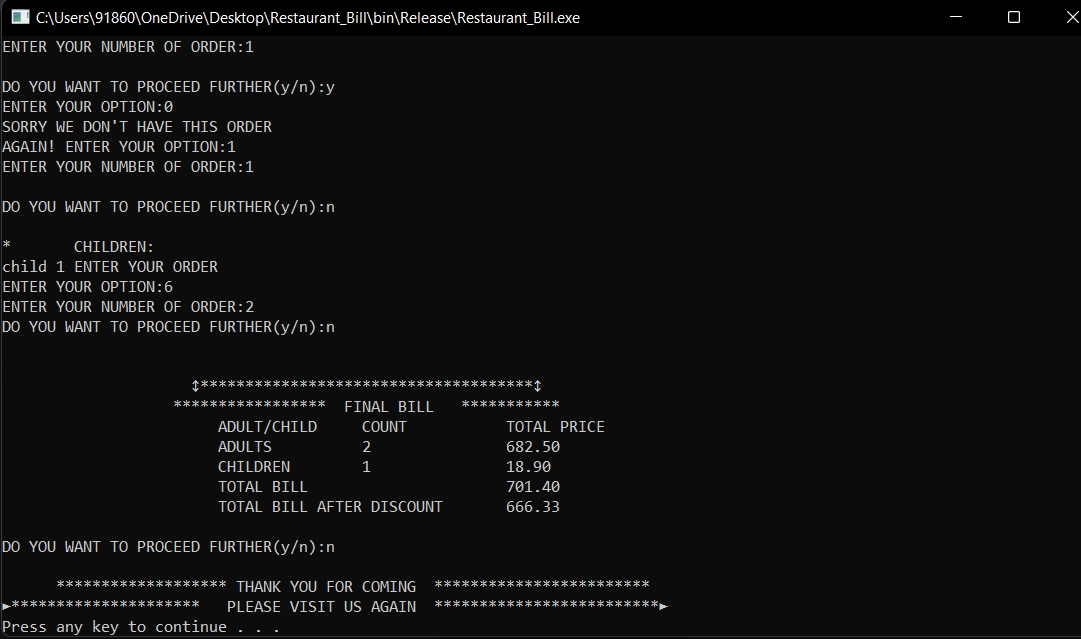 C:\Users\91860\OneDrive\Desktop\Restaurant_Bill\bin\Release\Restaurant_Bill.exe
ENTER YOUR NUMBER OF ORDER:1
DO YOU WANT TO PROCEED FURTHER(y/n):y
ENTER YOUR OPTION:0
SORRY WE DON'T HAVE THIS ORDER
AGAIN! ENTER YOUR OPTION:1
ENTER YOUR NUMBER OF ORDER:1
DO YOU WANT TO PROCEED FURTHER(y/n):n
* CHILDREN:
child 1 ENTER YOUR ORDER
ENTER YOUR OPTION:6
ENTER YOUR NUMBER OF ORDER:2
DO YOU WANT TO PROCEED FURTHER(y/n):n
↕*************************************↕
***************** FINAL BILL ***********
ADULT/CHILD COUNT TOTAL PRICE
ADULTS 2 682.50
CHILDREN 1 18.90
TOTAL BILL 701.40
TOTAL BILL AFTER DISCOUNT 666.33
DO YOU WANT TO PROCEED FURTHER(y/n):n
******************* THANK YOU FOR COMING ************************
►********************* PLEASE VISIT US AGAIN *************************►
Press any key to continue . . .